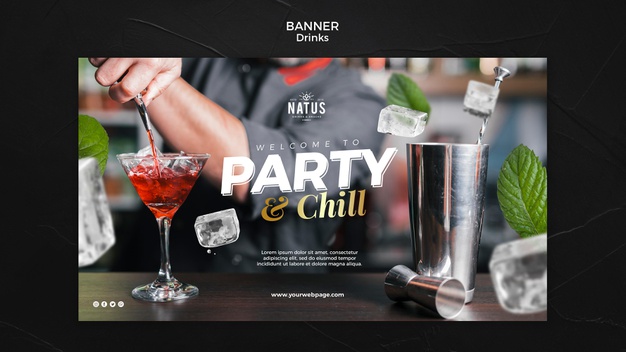 BANNER
Drinks
NATUS
WELCOME TO
PARTY
& Chill
Lorem ipsum dolor sit amet, consectetur
adipiscing elit, sed do eiusmod tempor
incididunt ut labore et dolore magna aliqua.
www.yourwebpage.com